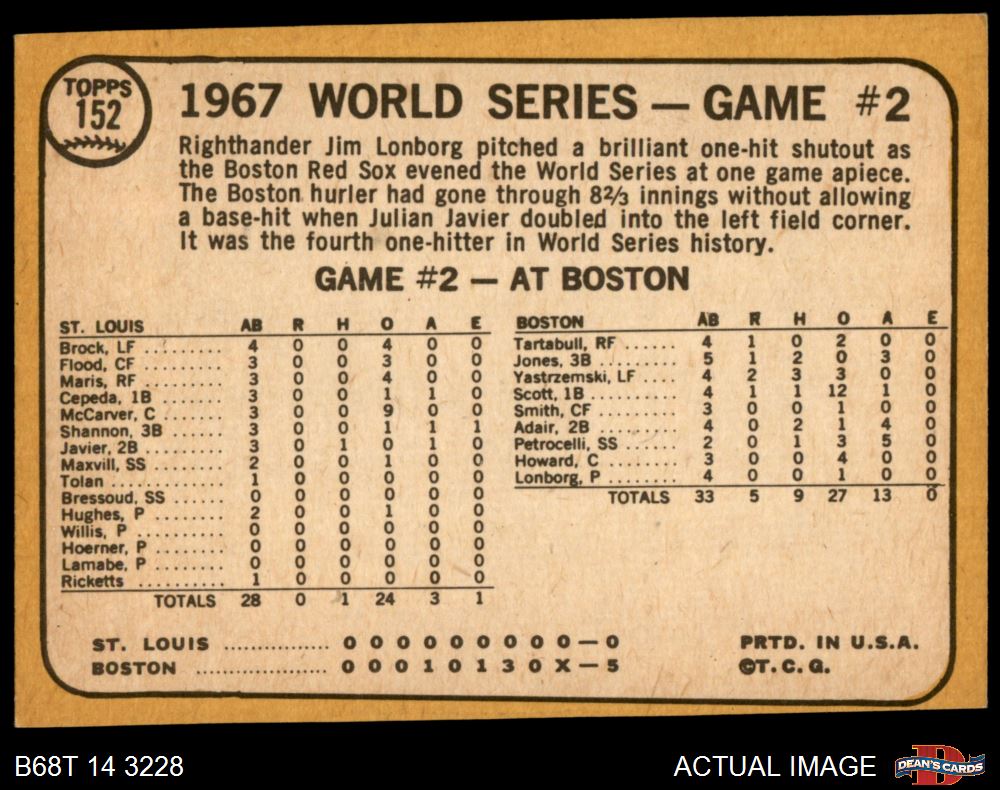 TOPPS
152
1967 WORLD SERIES — GAME #2
Righthander Jim Lonborg pitched a brilliant one-hit shutout as
the Boston Red Sox evened the World Series at one game apiece.
The Boston hurler had gone through 82/3 innings without allowing
a base-hit when Julian Javier doubled into the left field corner.
It was the fourth one-hitter in World Series history.
GAME #2 — AT BOSTON
ST. LOUIS AB R H O A E
Brock, LF ......... 4 0 0 4 0 0
Flood, CF ......... 3 0 0 3 0 0
Maris, RF ......... 3 0 0 4 0 0
Cepeda, 1B ........ 3 0 0 1 1 0
McCarver, C ....... 3 0 0 9 0 0
Shannon, 3B ....... 3 0 0 1 1 1
Javier, 2B ........ 3 0 1 0 1 0
Maxvill, SS ....... 2 0 0 1 0 0
Tolan ............. 1 0 0 0 0 0
Bressoud, SS ...... 0 0 0 0 0 0
Hughes, P ......... 2 0 0 1 0 0
Willis, P ......... 0 0 0 0 0 0
Hoerner, P ........ 0 0 0 0 0 0
Lamabe, P ......... 0 0 0 0 0 0
Ricketts .......... 1 0 0 0 0 0
TOTALS 28 0 1 24 3 1
BOSTON AB R H O A E
Tartabull, RF ...... 4 1 0 2 0 0
Jones, 3B .......... 5 1 2 0 3 0
Yastrzemski, LF .... 4 2 3 3 0 0
Scott, 1B .......... 4 1 1 12 1 0
Smith, CF .......... 3 0 0 1 0 0
Adair, 2B .......... 4 0 2 1 4 0
Petrocelli, SS ..... 2 0 1 3 5 0
Howard, C .......... 3 0 0 4 0 0
Lonborg, P ......... 4 0 0 1 0 0
TOTALS 33 5 9 27 13 0
ST. LOUIS ............... 0 0 0 0 0 0 0 0 0 — 0
BOSTON ................... 0 0 0 1 0 1 3 0 X — 5
PRTD. IN U.S.A.
©T. C. G.
B68T 14 3228
ACTUAL IMAGE
DEAN'S CARDS